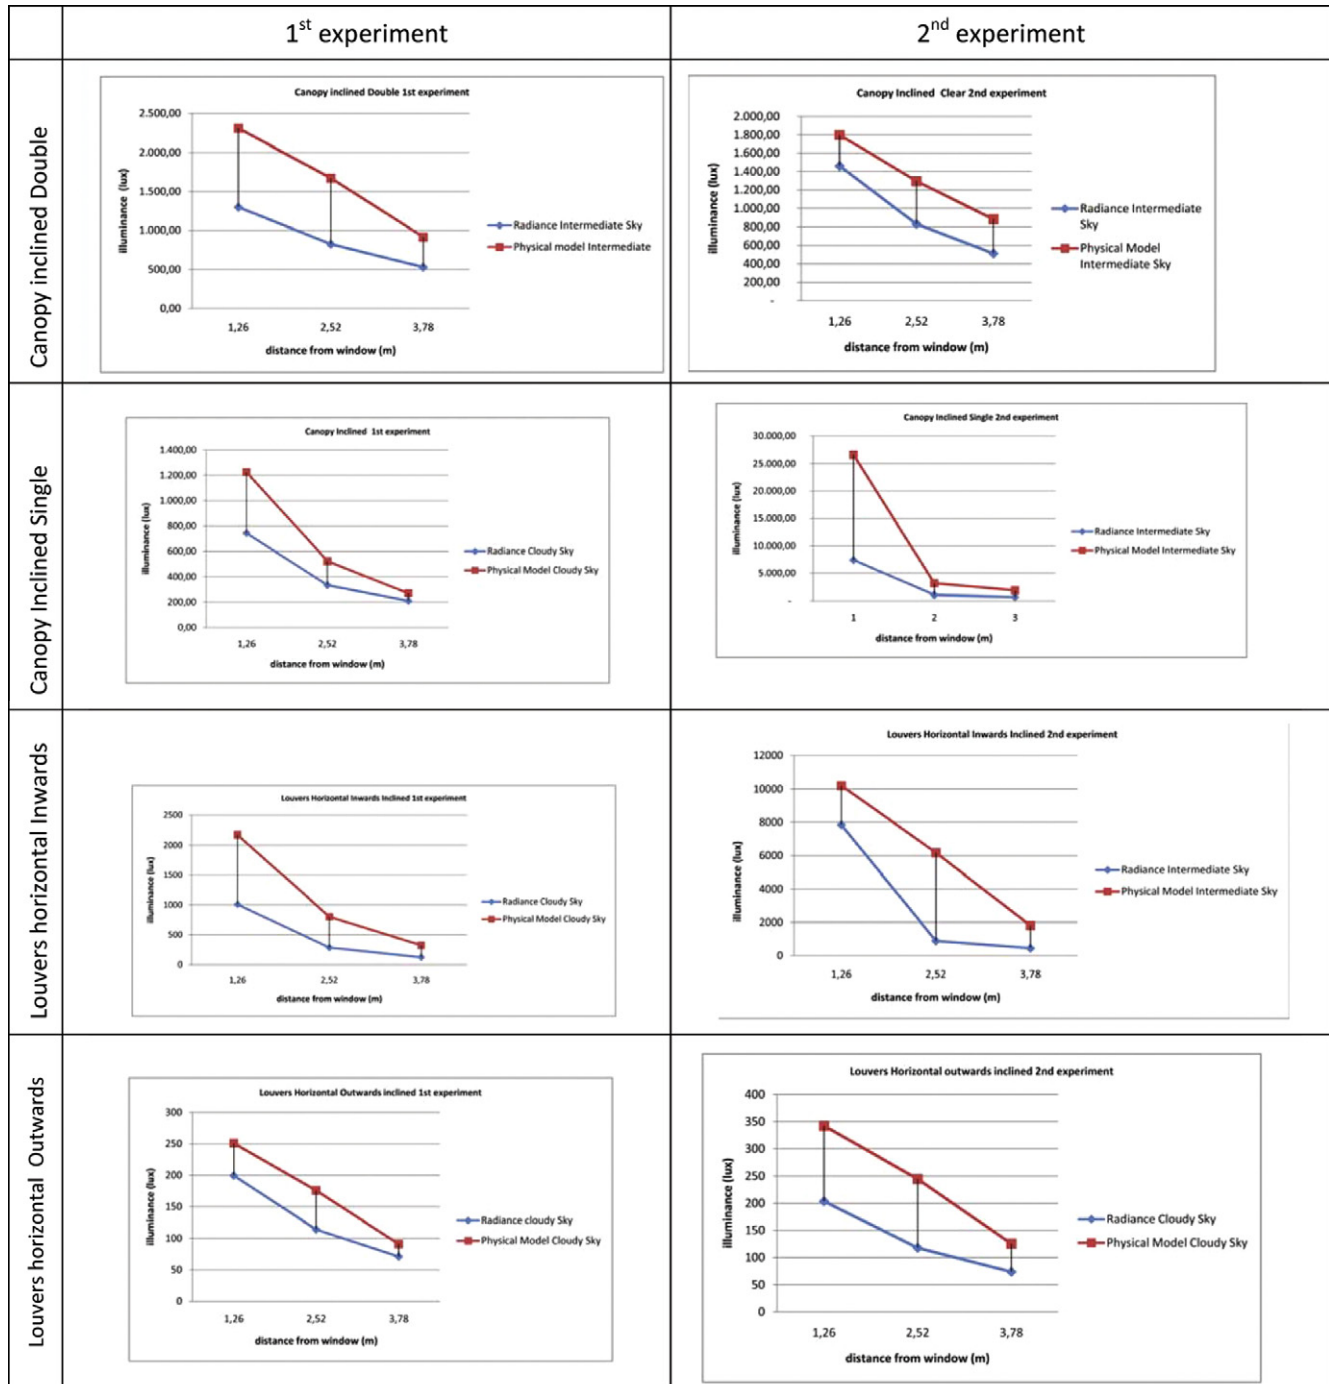 1st experiment
2nd experiment
Canopy inclined Double
Canopy inclined Double 1st experiment
2.500,00
2.000,00
1.500,00
1.000,00
500,00
0,00
illuminance (lux)
1,26
2,52
3,78
distance from window (m)
Radiance Intermediate Sky
Physical model Intermediate
Canopy Inclined Clear 2nd experiment
2.000,00
1.800,00
1.600,00
1.400,00
1.200,00
1.000,00
800,00
600,00
400,00
200,00
-
illuminance (lux)
1,26
2,52
3,78
distance from window (m)
Radiance Intermediate
Sky
Physical Model
Intermediate Sky
Canopy Inclined Single
Canopy Inclined 1st experiment
1.400,00
1.200,00
1.000,00
800,00
600,00
400,00
200,00
0,00
illuminance (lux)
1,26
2,52
3,78
distance from window (m)
Radiance Cloudy Sky
Physical Model Cloudy Sky
Canopy Inclined Single 2nd experiment
30.000,00
25.000,00
20.000,00
15.000,00
10.000,00
5.000,00
-
illuminance (lux)
1
2
3
distance from window (m)
Radiance Intermediate Sky
Physical Model Intermediate Sky
Louvers horizontal Inwards
Louvers Horizontal Inwards Inclined 1st experiment
2500
2000
1500
1000
500
0
illuminance (lux)
1,26
2,52
3,78
distance from window (m)
Radiance Cloudy Sky
Physical Model Cloudy Sky
Louvers Horizontal Inwards Inclined 2nd experiment
12000
10000
8000
6000
4000
2000
0
illuminance (lux)
1,26
2,52
3,78
distance from window (m)
Radiance Intermediate Sky
Physical Model Intermediate Sky
Louvers horizontal Outwards
Louvers Horizontal Outwards inclined 1st experiment
300
250
200
150
100
50
0
illuminance (lux)
1,26
2,52
3,78
distance from window (m)
Radiance cloudy Sky
Physical Model Cloudy Sky
Louvers Horizontal outwards inclined 2nd experiment
400
350
300
250
200
150
100
50
0
illuminance (lux)
1,26
2,52
3,78
distance from window (m)
Radiance Cloudy Sky
Physical Model Cloudy Sky